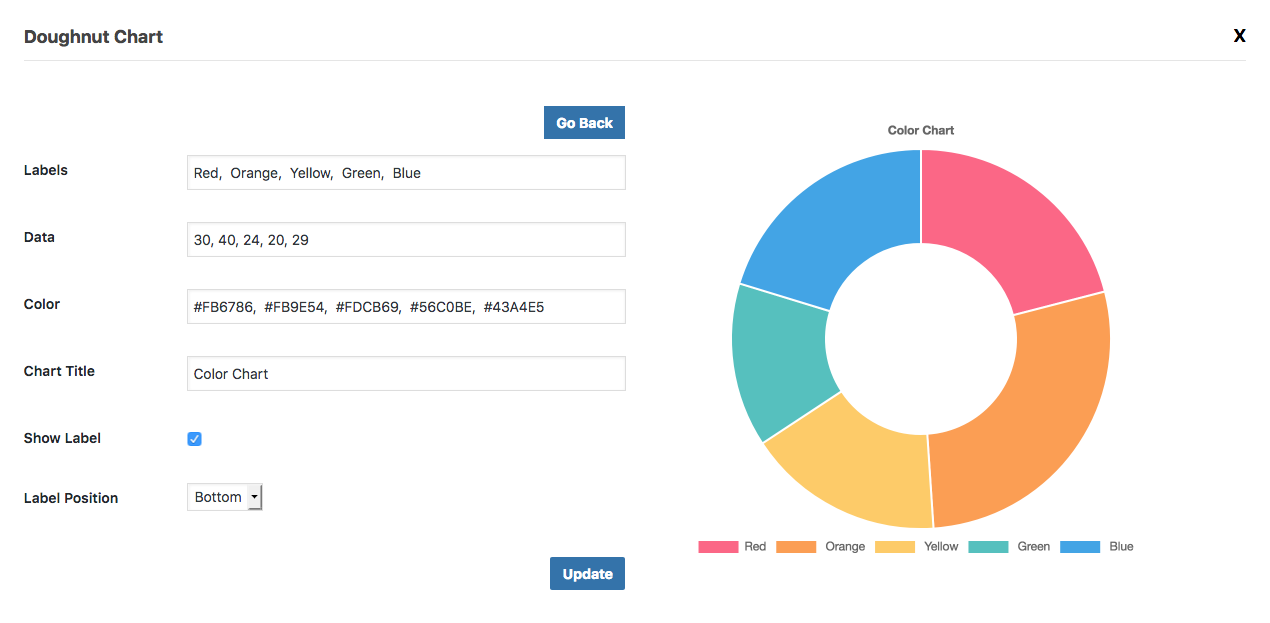 Doughnut Chart
X
Go Back
Labels
Red,  Orange,  Yellow,  Green,  Blue
Data
30, 40, 24, 20, 29
Color
#FB6786,  #FB9E54,  #FDCB69,  #56C0BE,  #43A4E5
Chart Title
Color Chart
Show Label
Label Position
Bottom
Update
Color Chart
Red Orange Yellow Green Blue